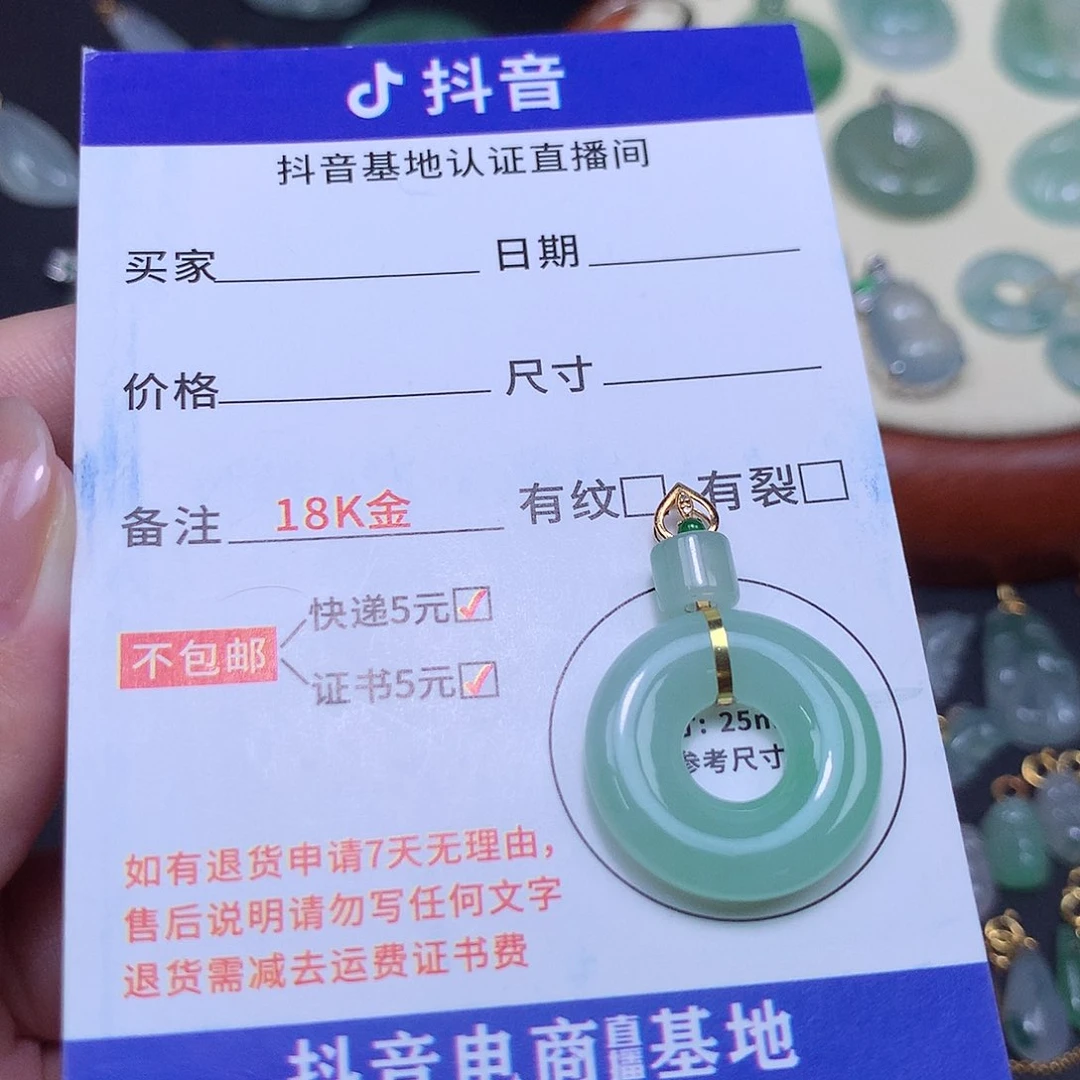 抖音
抖音基地认证直播间
买家 日期
价格 尺寸
备注 18K金 有纹 有裂
快递5元
不包邮
证书5元
: 25m
参考尺寸
如有退货申请7天无理由，
售后说明请勿写任何文字
退货需减去运费证书费
抖音电商直播基地